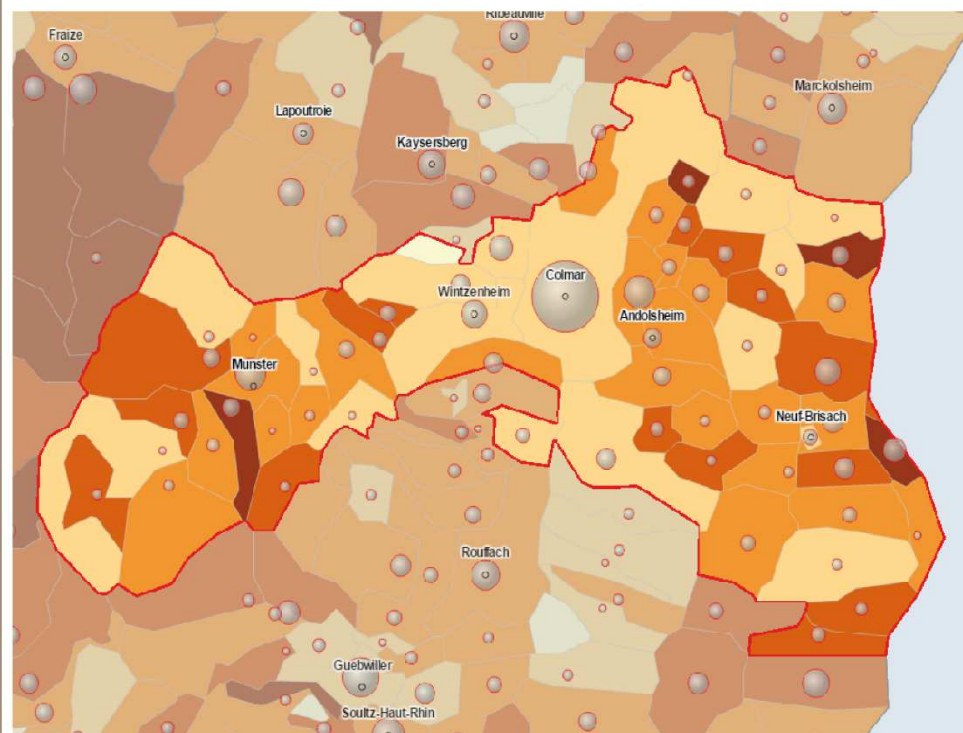 Ribeauvillé
Fraize
Marckolsheim
Lapoutroie
Kaysersberg
Colmar
Wintzenheim
Andolsheim
Munster
Neuf-Brisach
Rouffach
Guebwiller
Soultz-Haut-Rhin